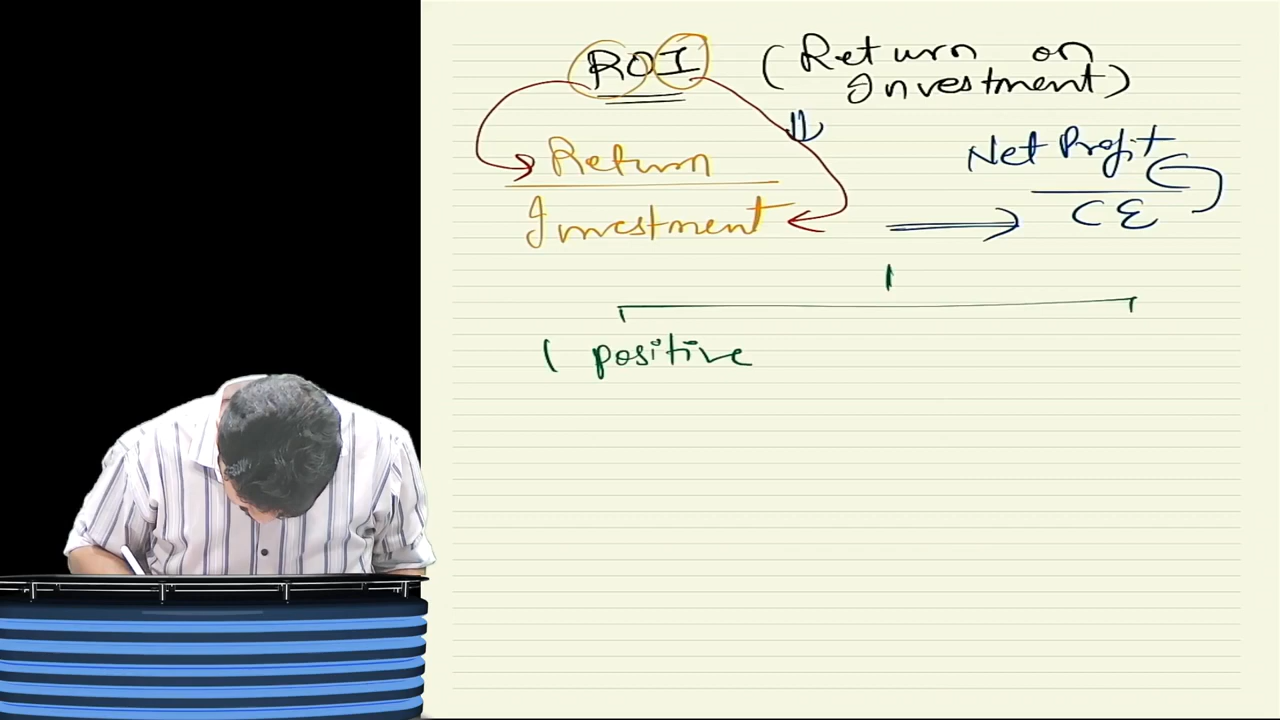 ROI (Return on
Investment)
Return
Investment
Net Profit
CE
( positive